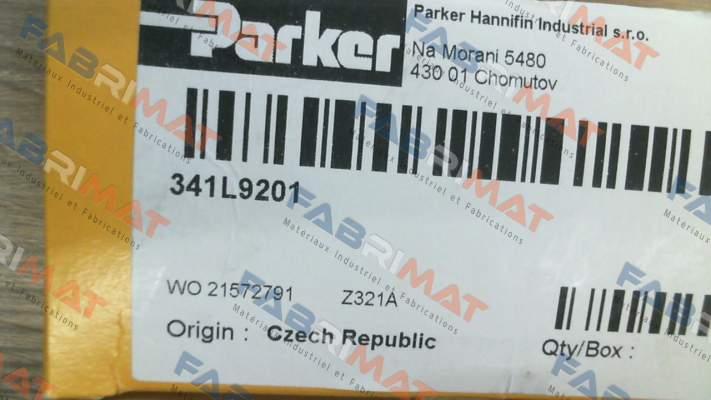 Parker
Parker Hannifin Industrial s.r.o.
Na Morani 5480
430 01 Chomutov
341L9201
WO 21572791 Z321A
Origin : Czech Republic
Qty/Box :
FABRIMAT
Matériaux Industriel et Fabrications